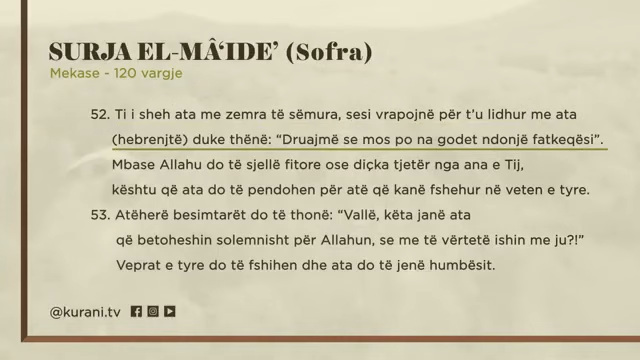 SURJA EL-MÂ‘IDE’ (Sofra)
Mekase - 120 vargje
52. Ti i sheh ata me zemra të sëmura, sesi vrapojnë për t’u lidhur me ata
(hebrenjtë) duke thënë: “Druajmë se mos po na godet ndonjë fatkeqësi”.
Mbase Allahu do të sjellë fitore ose diçka tjetër nga ana e Tij,
kështu që ata do të pendohen për atë që kanë fshehur në veten e tyre.
53. Atëherë besimtarët do të thonë: “Vallë, këta janë ata
që betoheshin solemnisht për Allahun, se me të vërtetë ishin me ju?!”
Veprat e tyre do të fshihen dhe ata do të jenë humbësit.
@kurani.tv